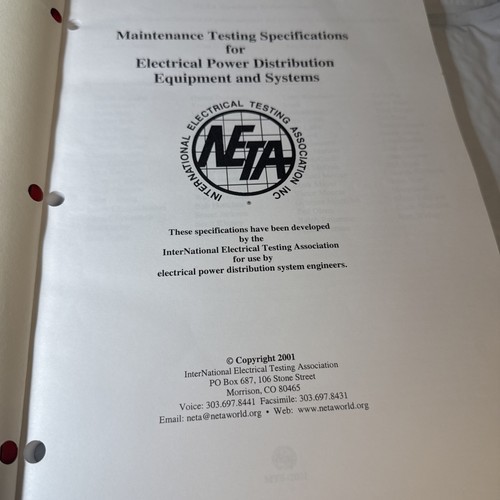 Maintenance Testing Specifications
for
Electrical Power Distribution
Equipment and Systems
INTERNATIONAL ELECTRICAL TESTING ASSOCIATION INC
NETA
®
These specifications have been developed
by the
InterNational Electrical Testing Association
for use by
electrical power distribution system engineers.
© Copyright 2001
InterNational Electrical Testing Association
PO Box 687, 106 Stone Street
Morrison, CO 80465
Voice: 303.697.8441 Facsimile: 303.697.8431
Email: neta@netaworld.org • Web: www.netaworld.org